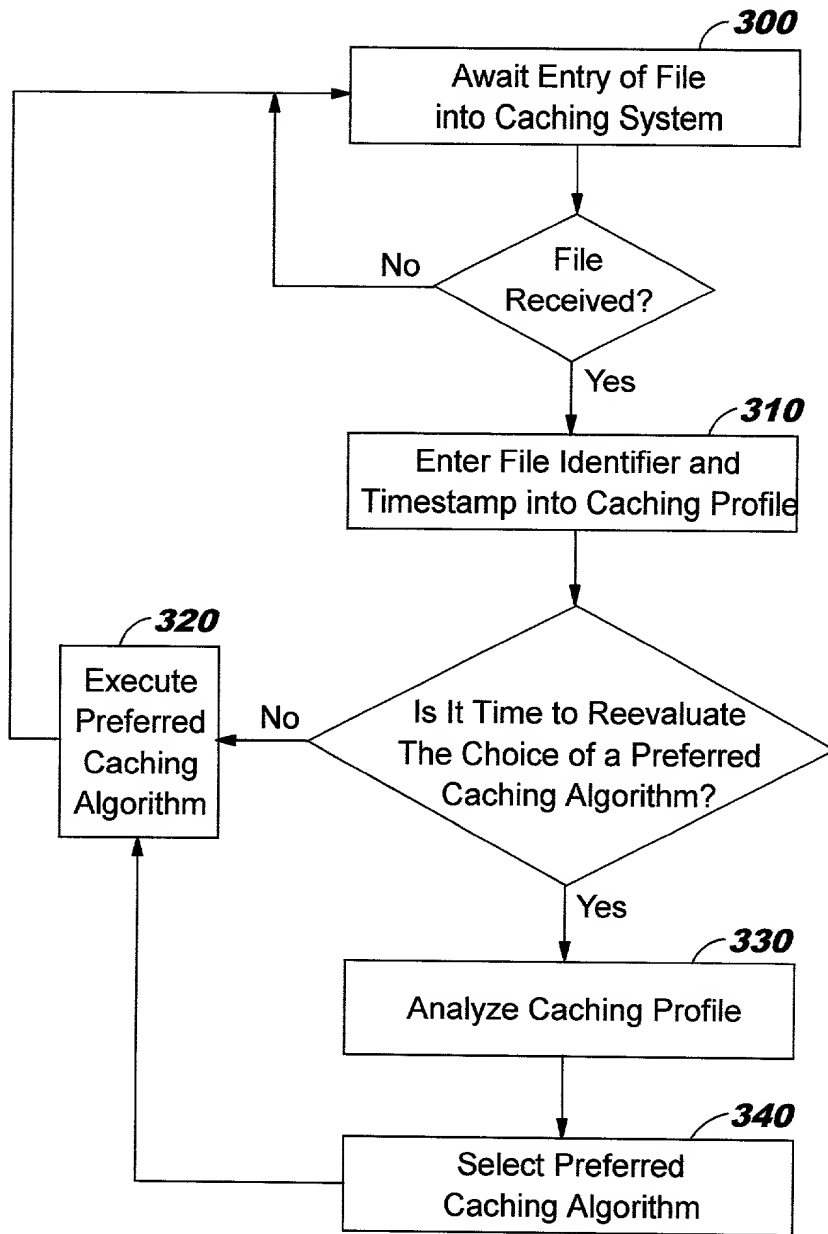 300
Await Entry of File
into Caching System
No
File
Received?
Yes
310
Enter File Identifier and
Timestamp into Caching Profile
320
Execute
Preferred
Caching
Algorithm
No
Is It Time to Reevaluate
The Choice of a Preferred
Caching Algorithm?
Yes
330
Analyze Caching Profile
340
Select Preferred
Caching Algorithm